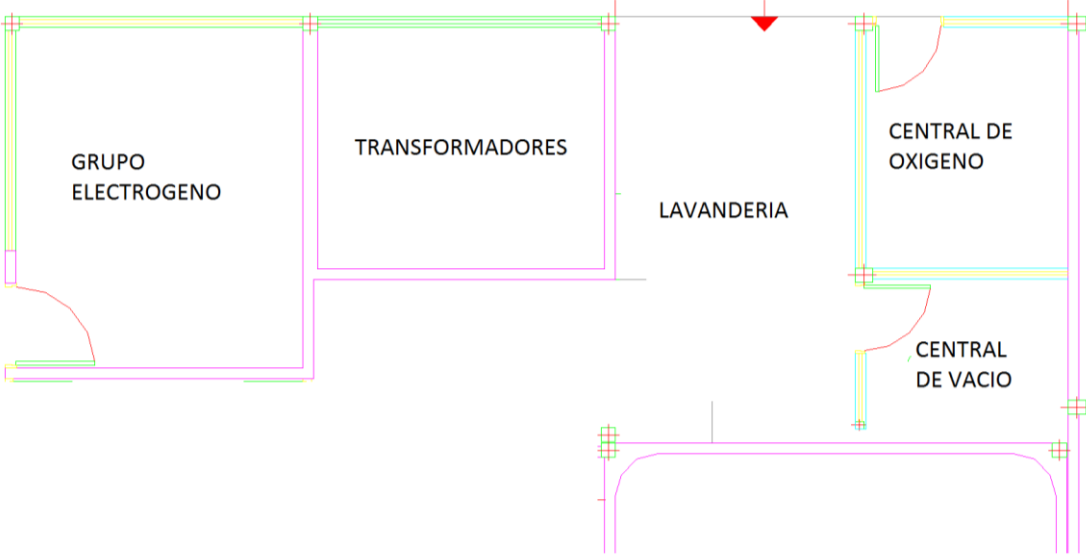 GRUPO
ELECTROGENO
TRANSFORMADORES
LAVANDERIA
CENTRAL DE
OXIGENO
CENTRAL
DE VACIO